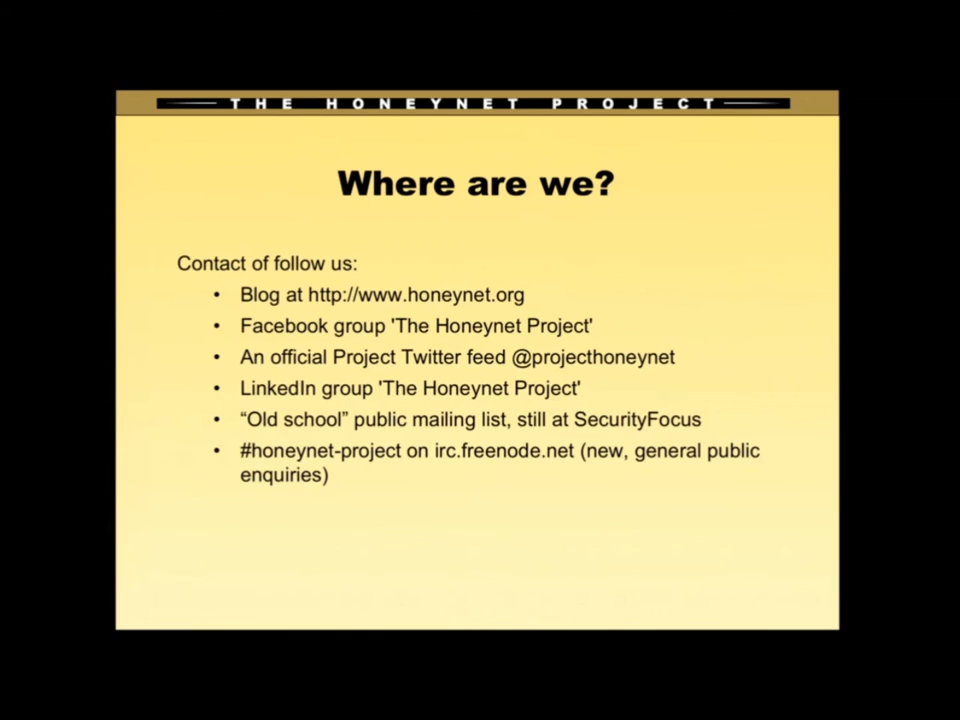 THE HONEYNET PROJECT
Where are we?
Contact of follow us:
• Blog at http://www.honeynet.org
• Facebook group 'The Honeynet Project'
• An official Project Twitter feed @projecthoneynet
• LinkedIn group 'The Honeynet Project'
• “Old school” public mailing list, still at SecurityFocus
• #honeynet-project on irc.freenode.net (new, general public
enquiries)